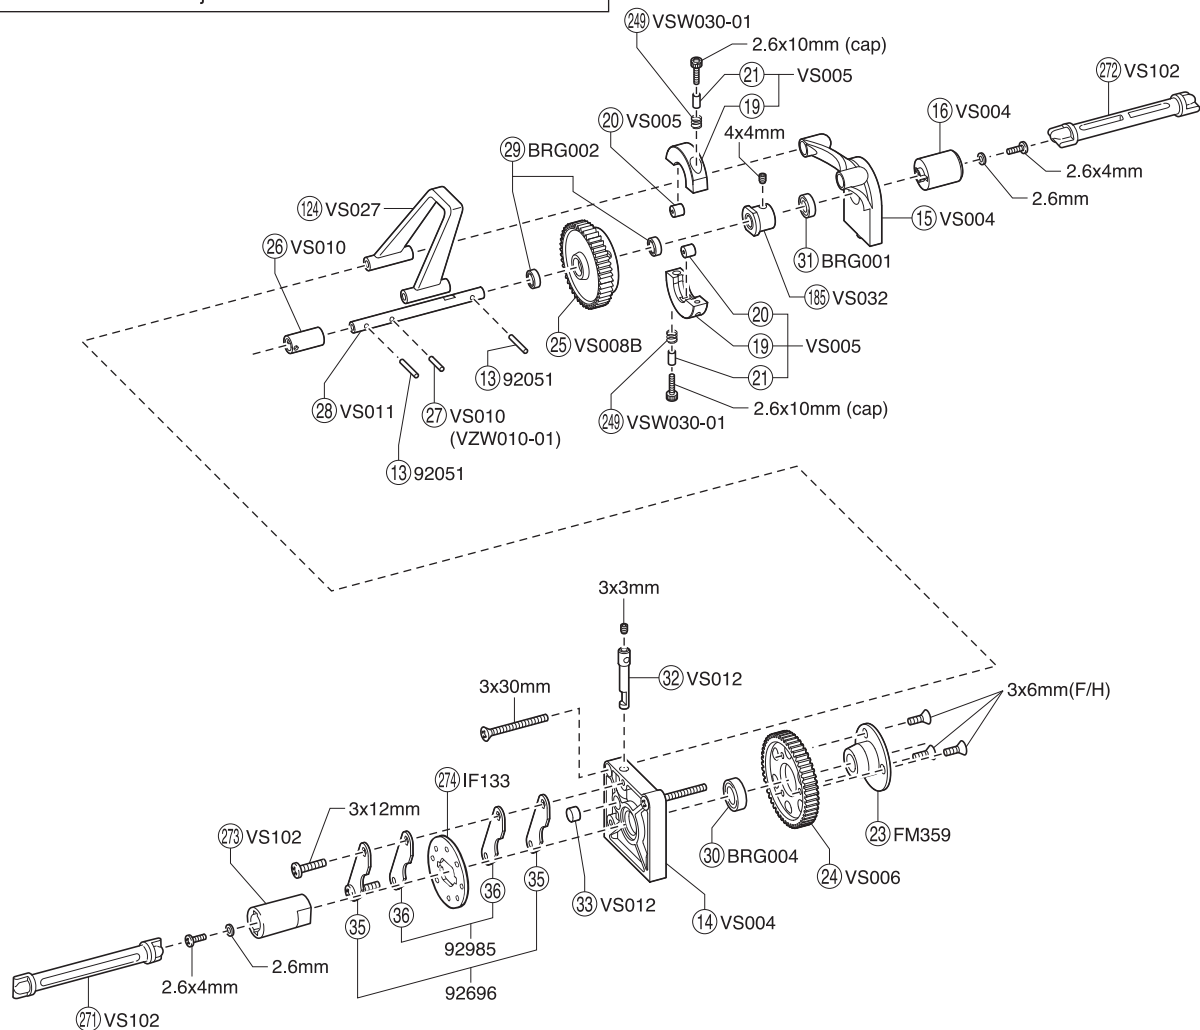 249 VSW030-01
2.6x10mm (cap)
21
VS005
19
272 VS102
16 VS004
20 VS005
4x4mm
29 BRG002
2.6x4mm
2.6mm
124 VS027
15 VS004
26 VS010
31 BRG001
185 VS032
20
25 VS008B
19
VS005
13 92051
21
28 VS011
27 VS010
(VZW010-01)
2.6x10mm (cap)
249 VSW030-01
13 92051
3x3mm
32 VS012
3x30mm
3x6mm(F/H)
274 IF133
3x12mm
273 VS102
23 FM359
30 BRG004
24 VS006
36
35
33 VS012
14 VS004
35
36
92985
2.6mm
2.6x4mm
92696
271 VS102